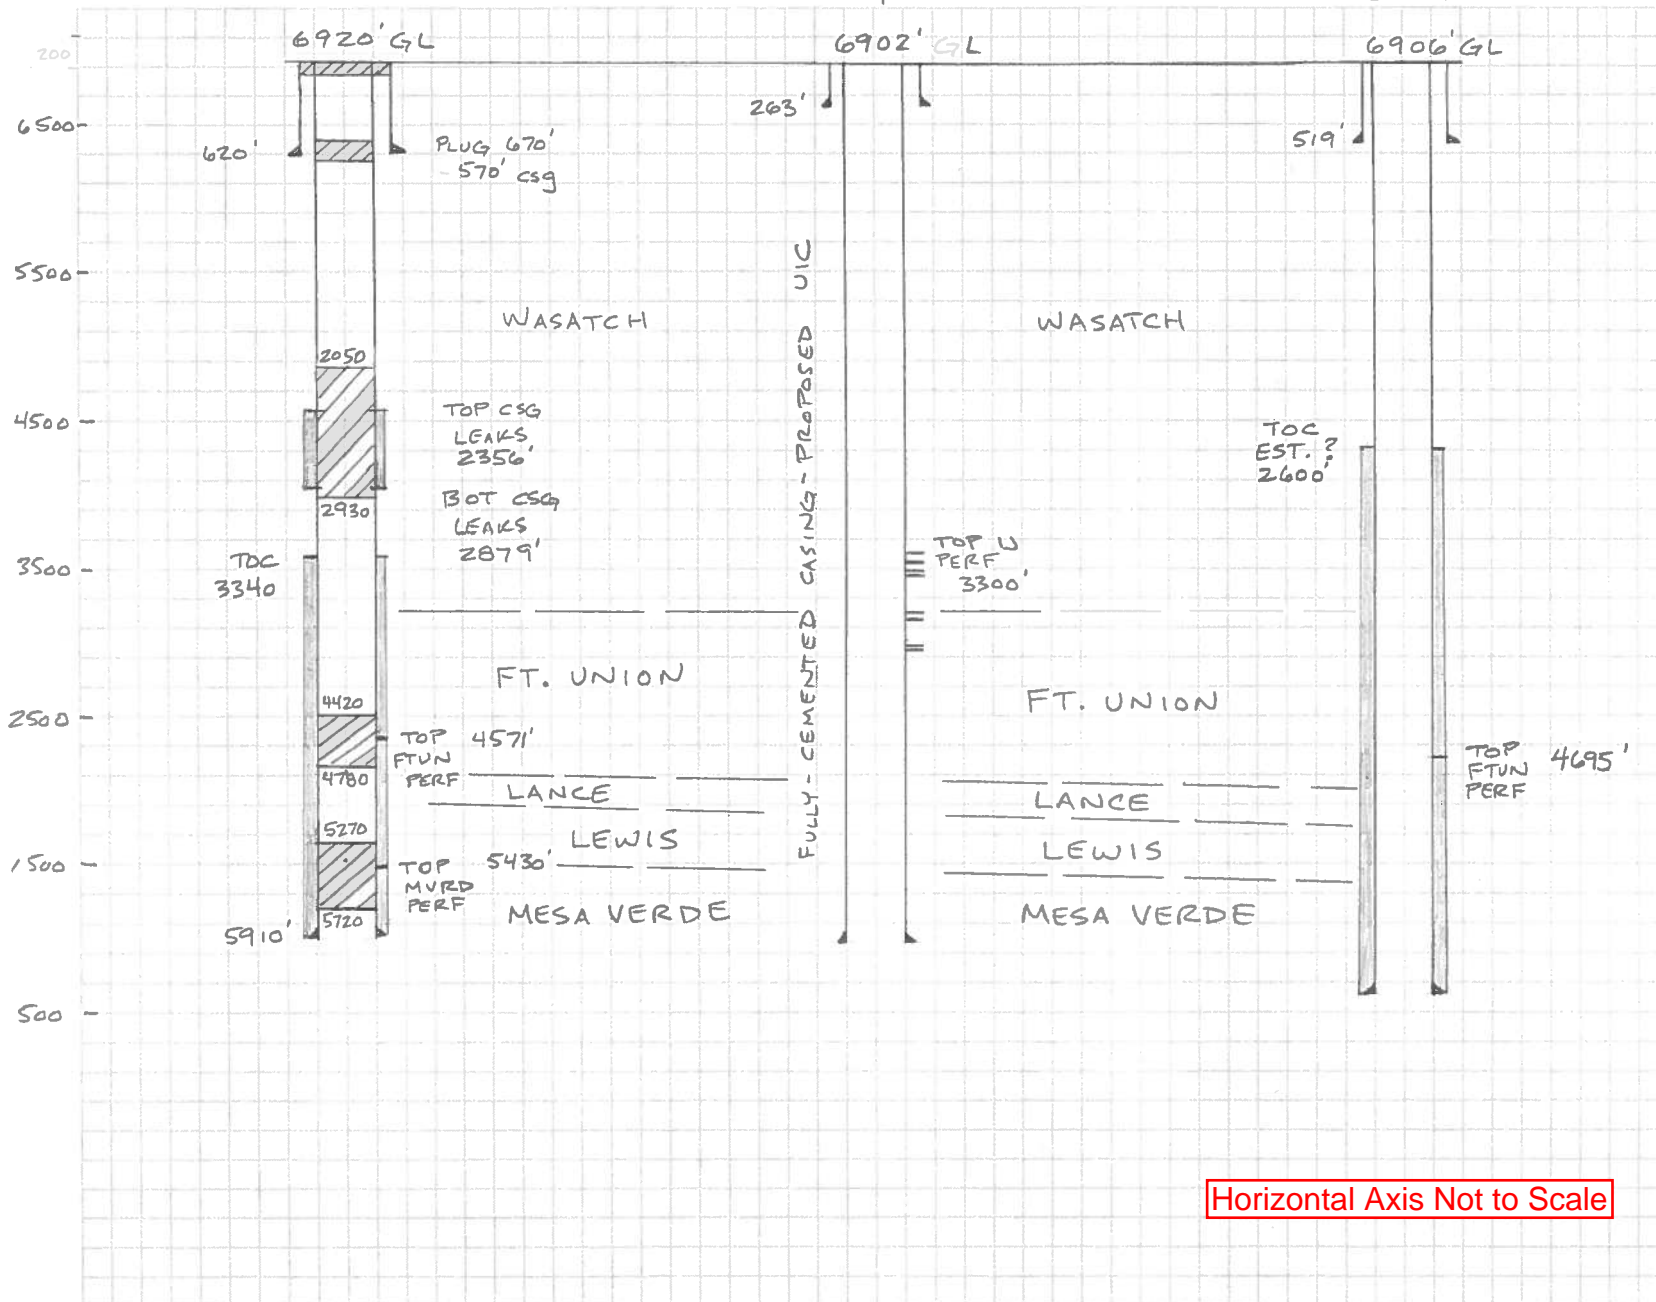 6920' GL
6902' GL
6906' GL
200
6500
263'
620'
PLUG 670'
570' csg
519'
5500
WASATCH
WASATCH
FULLY-CEMENTED CASING-PROPOSED UIC
2050
4500
TOP CSG
LEAKS
2356'
TOC
EST. ?
2600'
BOT CSG
LEAKS
2879'
2930
3500
TOC
3340
TOP W
PERF
3300'
FT. UNION
FT. UNION
4420
2500
TOP 4571'
FTUN
PERF
4780
TOP 4695'
FTUN
PERF
LANCE
LANCE
5270
LEWIS
LEWIS
1500
TOP 5430'
MVRD
PERF
MESA VERDE
MESA VERDE
5720
5910'
500
Horizontal Axis Not to Scale